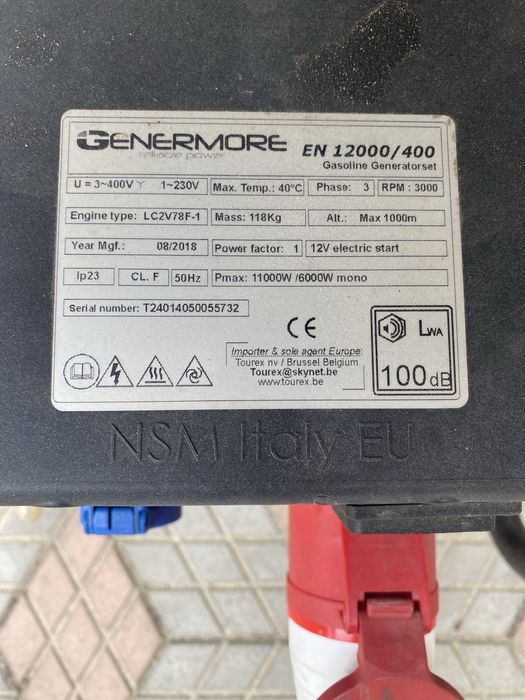 GENERMORE
reliable power
EN 12000/400
Gasoline Generatorset
U = 3~400V Y 1~230V
Max. Temp.: 40°C
Phase: 3
RPM : 3000
Engine type: LC2V78F-1
Mass: 118Kg
Alt.: Max 1000m
Year Mgf.: 08/2018
Power factor: 1
12V electric start
Ip23
CL. F
50Hz
Pmax: 11000W /6000W mono
Serial number: T24014050055732
CE
Importer & sole agent Europe:
Tourex nv / Brussel Belgium
Tourex@skynet.be
www.tourex.be
LWA
100dB
NSM Italy EU